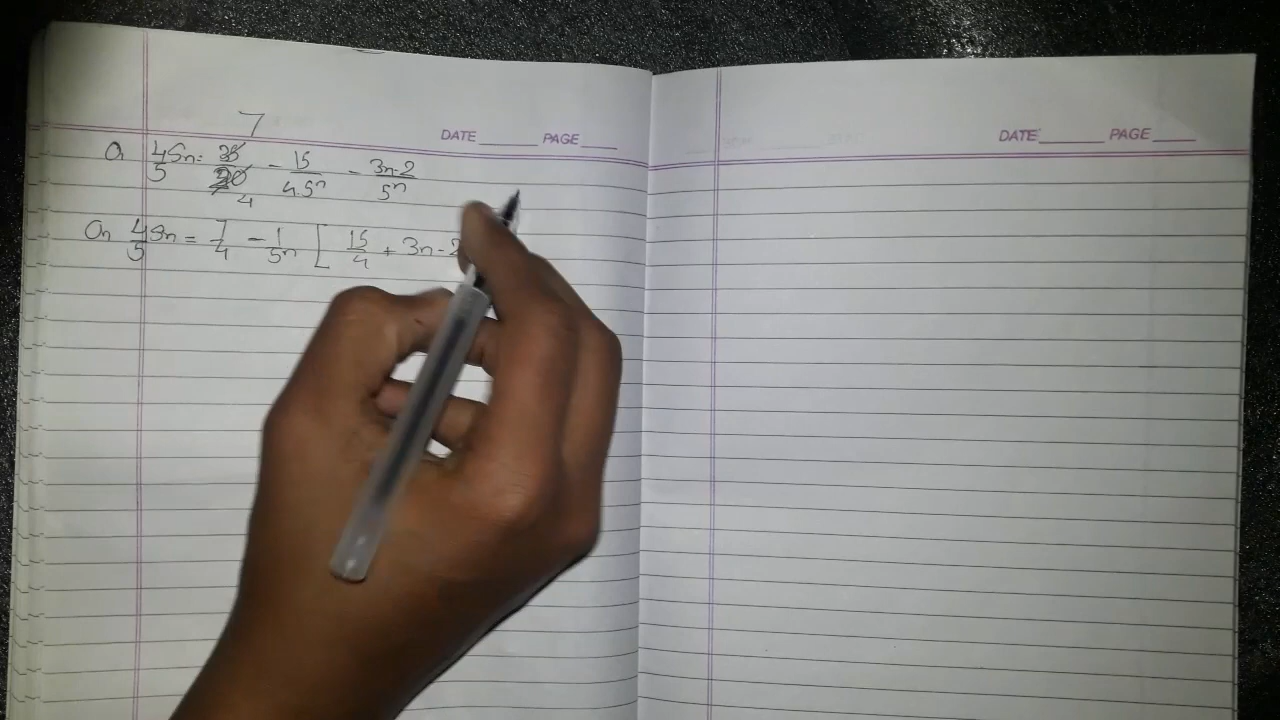 7
DATE PAGE
DATE PAGE
Or 4/5 Sn = 35/20 4 - 15/4.5ⁿ - 3n-2/5ⁿ
Or 4/5 Sn = 7/4 - 1/5ⁿ [ 15/4 + 3n - 2